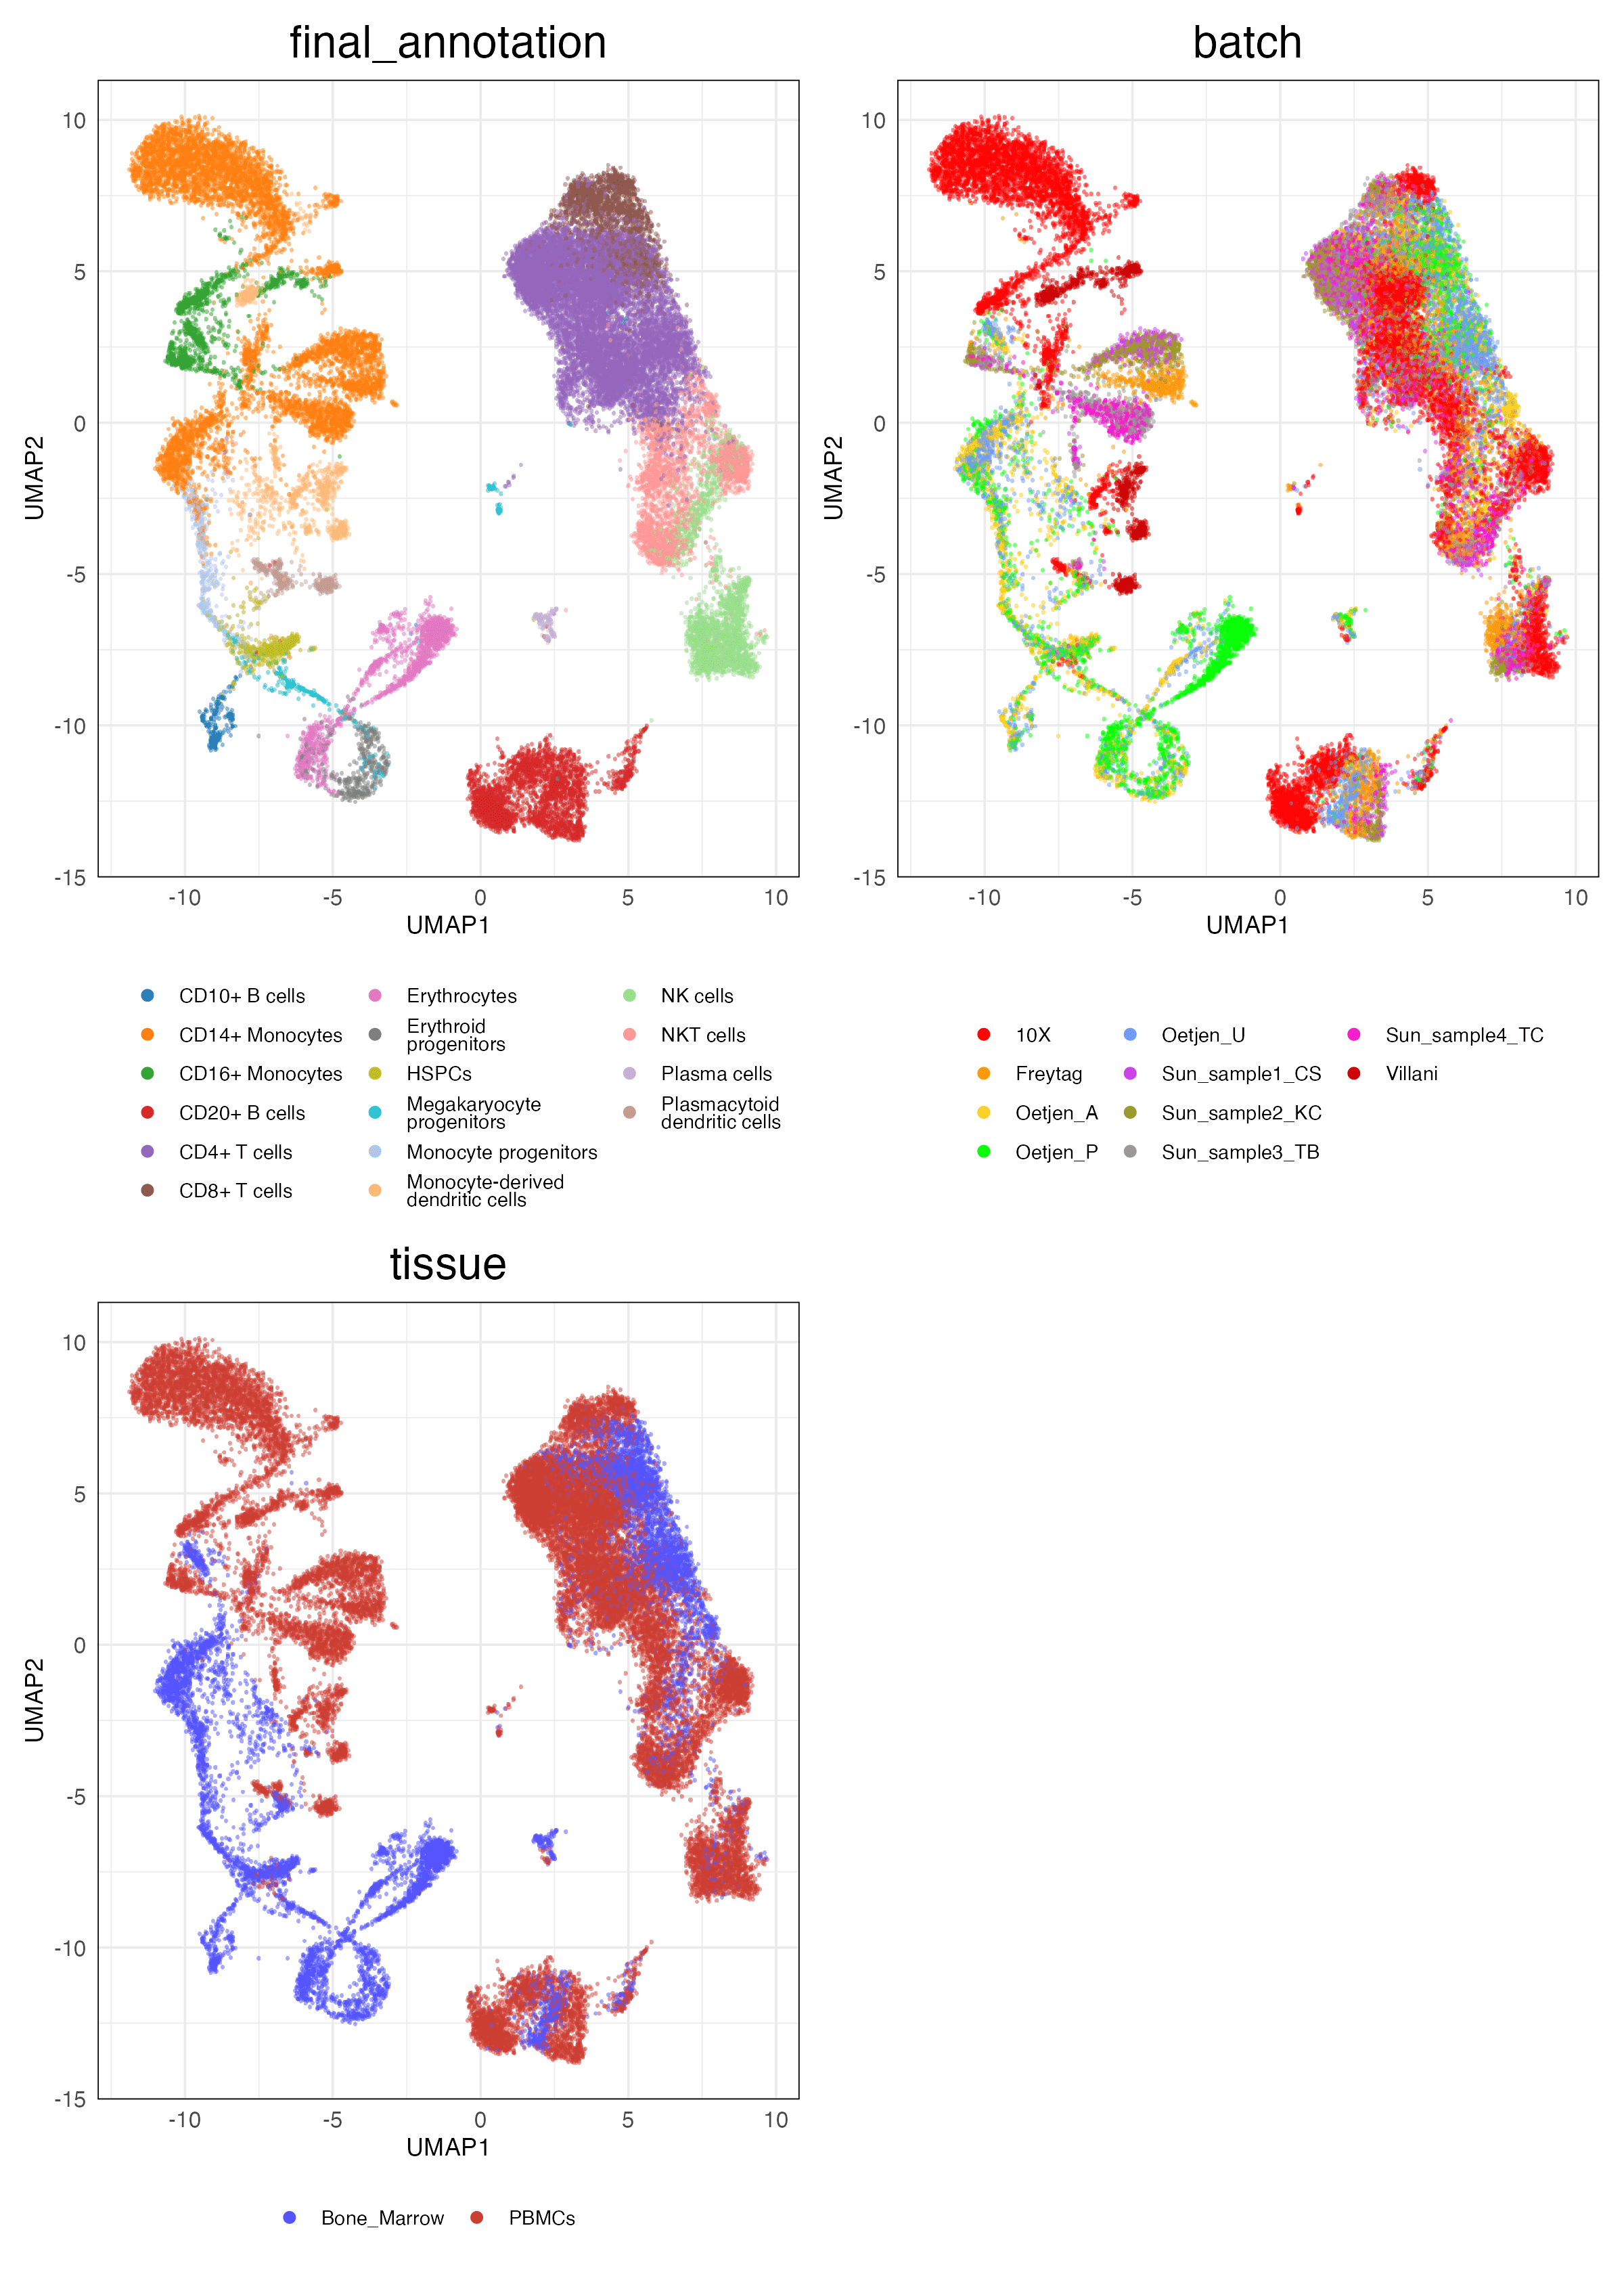 final_annotation
batch
10
5
0
-5
-10
-15
UMAP2
-10
-5
0
5
10
UMAP1
10
5
0
-5
-10
-15
UMAP2
-10
-5
0
5
10
UMAP1
CD10+ B cells
CD14+ Monocytes
CD16+ Monocytes
CD20+ B cells
CD4+ T cells
CD8+ T cells
Erythrocytes
Erythroid
progenitors
HSPCs
Megakaryocyte
progenitors
Monocyte progenitors
Monocyte-derived
dendritic cells
NK cells
NKT cells
Plasma cells
Plasmacytoid
dendritic cells
10X
Freytag
Oetjen_A
Oetjen_P
Oetjen_U
Sun_sample1_CS
Sun_sample2_KC
Sun_sample3_TB
Sun_sample4_TC
Villani
tissue
10
5
0
-5
-10
-15
UMAP2
-10
-5
0
5
10
UMAP1
Bone_Marrow
PBMCs